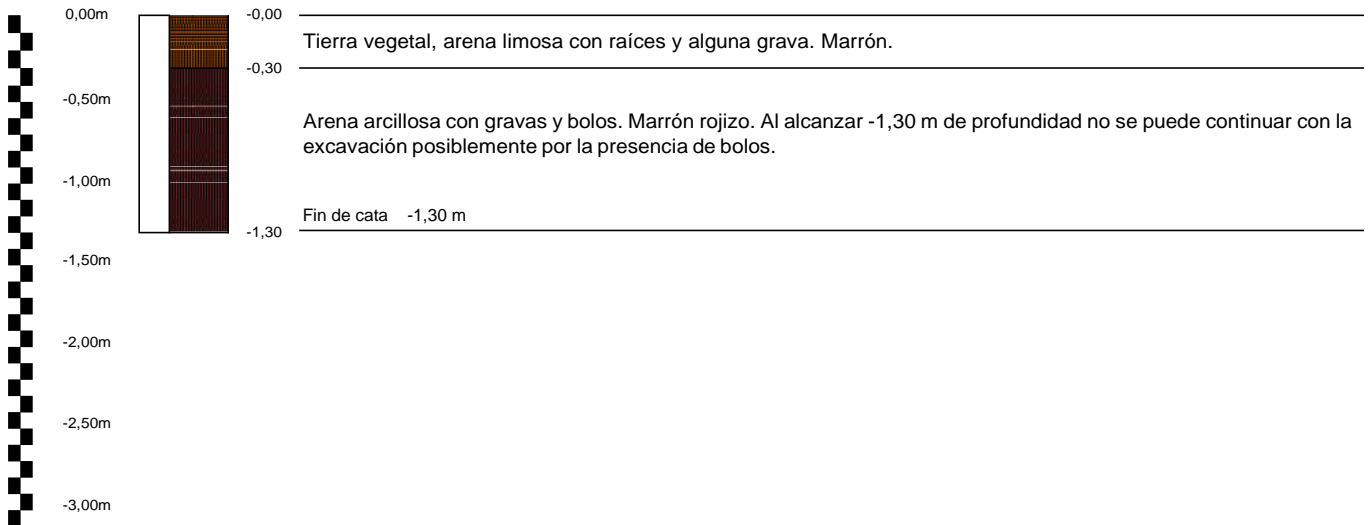 0,00m
-0,00
Tierra vegetal, arena limosa con raíces y alguna grava. Marrón.
-0,30
-0,50m
Arena arcillosa con gravas y bolos. Marrón rojizo. Al alcanzar -1,30 m de profundidad no se puede continuar con la
excavación posiblemente por la presencia de bolos.
-1,00m
Fin de cata -1,30 m
-1,30
-1,50m
-2,00m
-2,50m
-3,00m